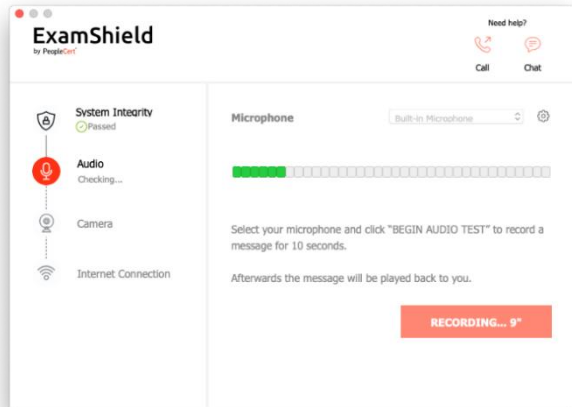 Need help?
ExamShield
by PeopleCert
Call
Chat
System Integrity
Passed
Audio
Checking...
Camera
Internet Connection
Microphone
Built-in Microphone
Select your microphone and click "BEGIN AUDIO TEST" to record a
message for 10 seconds.
Afterwards the message will be played back to you.
RECORDING... 9"